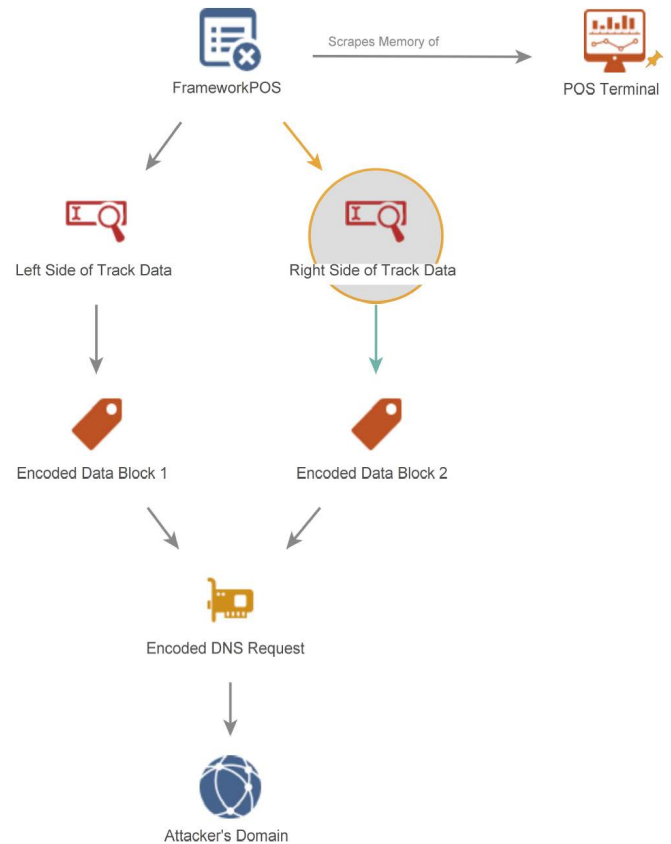 Scrapes Memory of
FrameworkPOS
POS Terminal
Left Side of Track Data
Right Side of Track Data
Encoded Data Block 1
Encoded Data Block 2
Encoded DNS Request
Attacker's Domain